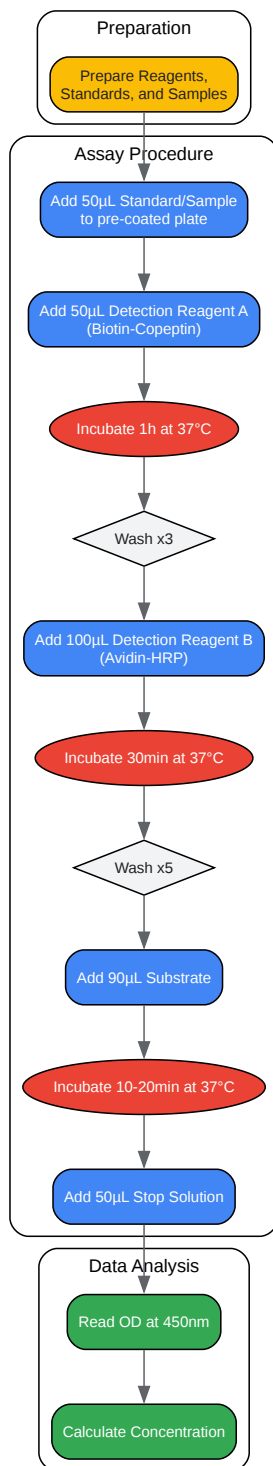 Preparation
Prepare Reagents,
Standards, and Samples
Assay Procedure
Add 50µL Standard/Sample
to pre-coated plate
Add 50µL Detection Reagent A
(Biotin-Copeptin)
Incubate 1h at 37°C
Wash x3
Add 100µL Detection Reagent B
(Avidin-HRP)
Incubate 30min at 37°C
Wash x5
Add 90µL Substrate
Incubate 10-20min at 37°C
Add 50µL Stop Solution
Data Analysis
Read OD at 450nm
Calculate Concentration